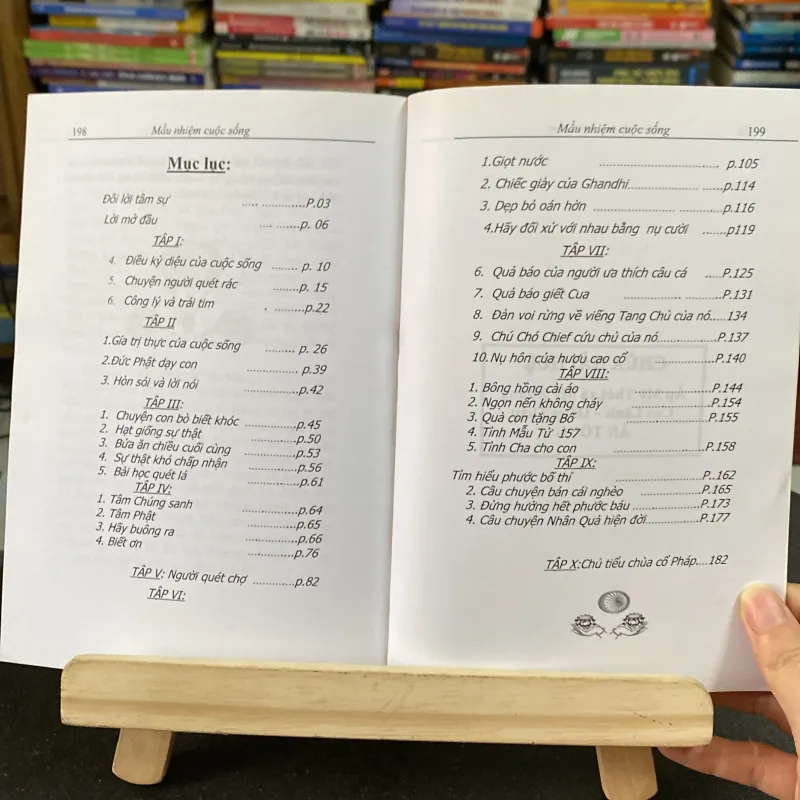 198 Mầu nhiệm cuộc sống
Mục lục:
Đôi lời tâm sự .... .............P.03
Lời mở đầu .... .......p. 06
TẬP I:
4. Điều kỳ diệu của cuộc sống ........ p. 10
5. Chuyện người quét rác ........p. 15
6. Công lý và trái tim . ........p.22
TẬP II
1.Gía trị thực của cuộc sống ......... p. 26
2.Đức Phật dạy con ................p.39
3. Hòn sỏi và lời nói ...............p.42
TẬP III:
1. Chuyện con bò biết khóc ...............p.45
2. Hạt giống sự thật ..............p.50
3. Bửa ăn chiều cuối cùng ..............p.53
4. Sự thật khó chấp nhận ..............p.56
5. Bài học quét lá ...............p.61
TẬP IV:
1. Tâm Chúng sanh ................p.64
2. Tâm Phật ..............p.65
3. Hãy buông ra ...............p.66
4. Biết ơn .............p.76
TẬP V: Người quét chợ ............p.82
TẬP VI:
Mầu nhiệm cuộc sống 199
1.Giọt nước ................................. p.105
2. Chiếc giày của Ghandhi................... .......p.114
3. Dẹp bỏ oán hờn ...................... ...........p.116
4.Hãy đối xử với nhau bằng nụ cười .......p119
TẬP VII:
6. Quả báo của người ưa thích câu cá .....P.125
7. Quả báo giết Cua ................ ..........P.131
8. Đàn voi rừng về viếng Tang Chủ của nó....134
9. Chú Chó Chief cứu chủ của nó.........P.137
10.Nụ hôn của hươu cao cổ ..............P.140
TẬP VIII:
1. Bông hồng cài áo ....................P.144
2. Ngọn nến không cháy ..................P.154
3. Quà con tặng Bố .....................P.155
4. Tình Mẫu Tử 157
5. Tình Cha cho con ..................P.158
TẬP IX:
Tìm hiểu phước bố thí ..................P..162
2. Câu chuyện bán cái nghèo ..............P.165
3. Đừng hưởng hết phước báu ................P.173
4. Câu chuyện Nhân Quả hiện đời.............P.177
TẬP X:Chú tiểu chùa cổ Pháp....182